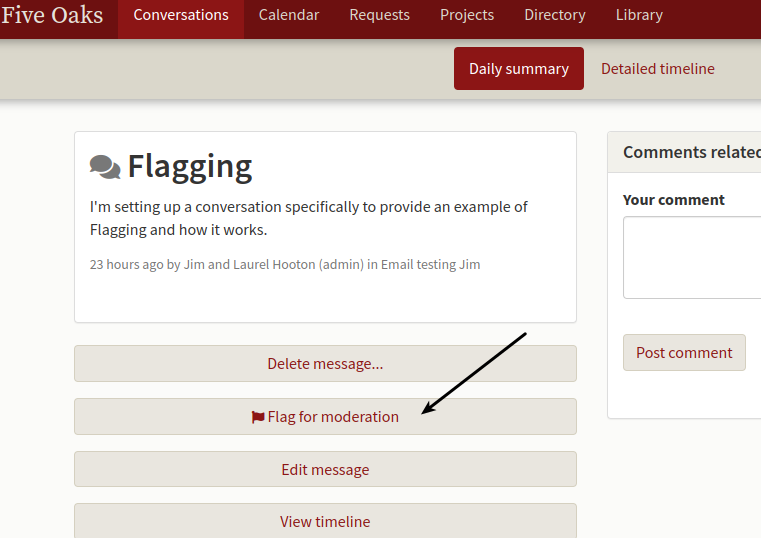 Five Oaks Conversations Calendar Requests Projects Directory Library
Daily summary Detailed timeline
Flagging
I'm setting up a conversation specifically to provide an example of
Flagging and how it works.
23 hours ago by Jim and Laurel Hooton (admin) in Email testing Jim
Delete message...
Flag for moderation
Edit message
View timeline
Comments related
Your comment
Post comment